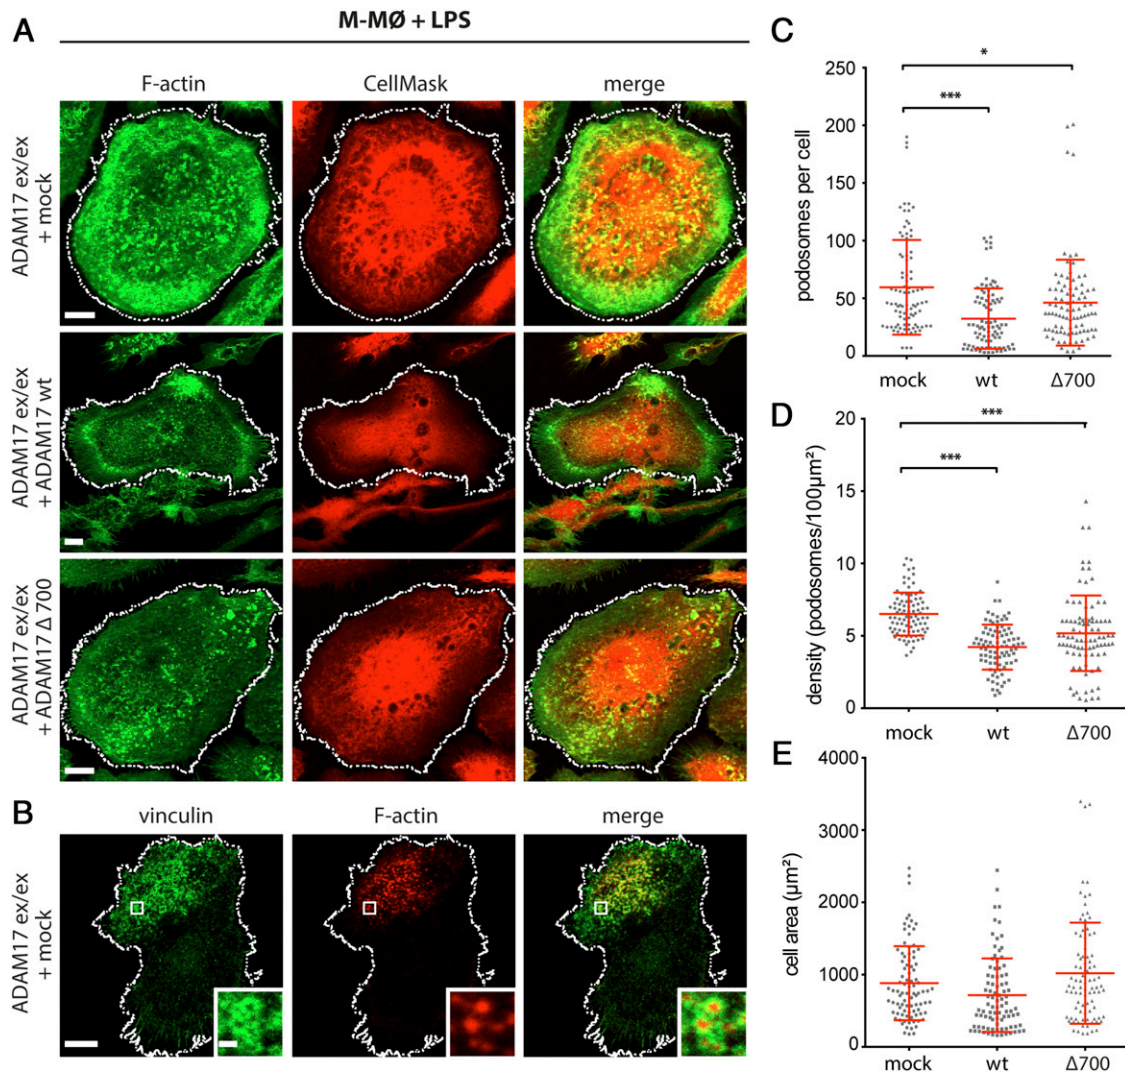 A
M-MØ + LPS
F-actin
CellMask
merge
ADAM17 ex/ex
+ mock
ADAM17 ex/ex
+ ADAM17 wt
ADAM17 ex/ex
+ ADAM17 Δ 700
B
vinculin
F-actin
merge
ADAM17 ex/ex
+ mock
C
podosomes per cell
250
200
150
100
50
0
*
***
mock
wt
Δ700
D
density (podosomes/100µm²)
20
15
10
5
0
***
***
mock
wt
Δ700
E
cell area (µm²)
4000
3000
2000
1000
0
mock
wt
Δ700